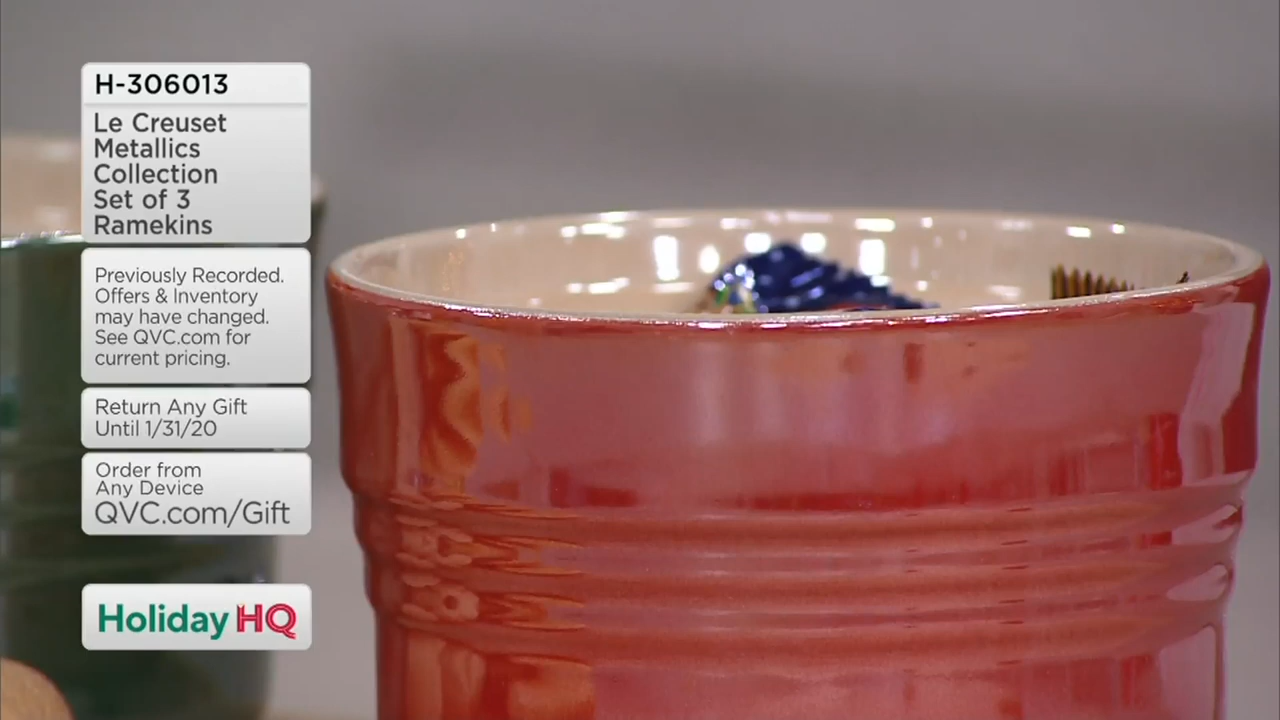 H-306013
Le Creuset
Metallics
Collection
Set of 3
Ramekins
Previously Recorded.
Offers & Inventory
may have changed.
See QVC.com for
current pricing.
Return Any Gift
Until 1/31/20
Order from
Any Device
QVC.com/Gift
Holiday HQ